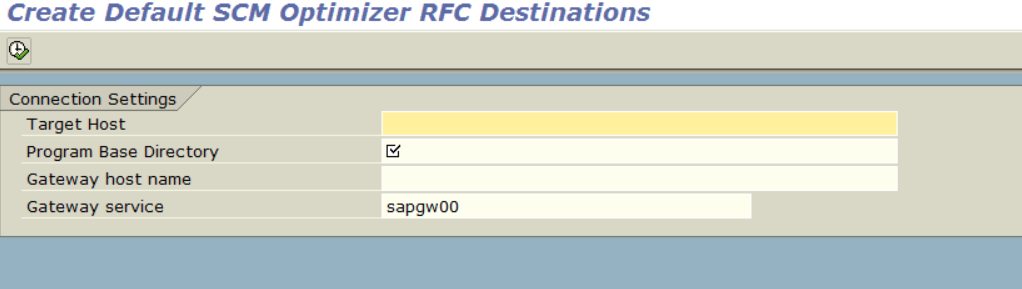 Create Default SCM Optimizer RFC Destinations
Connection Settings
Target Host
Program Base Directory
Gateway host name
Gateway service sapgw00